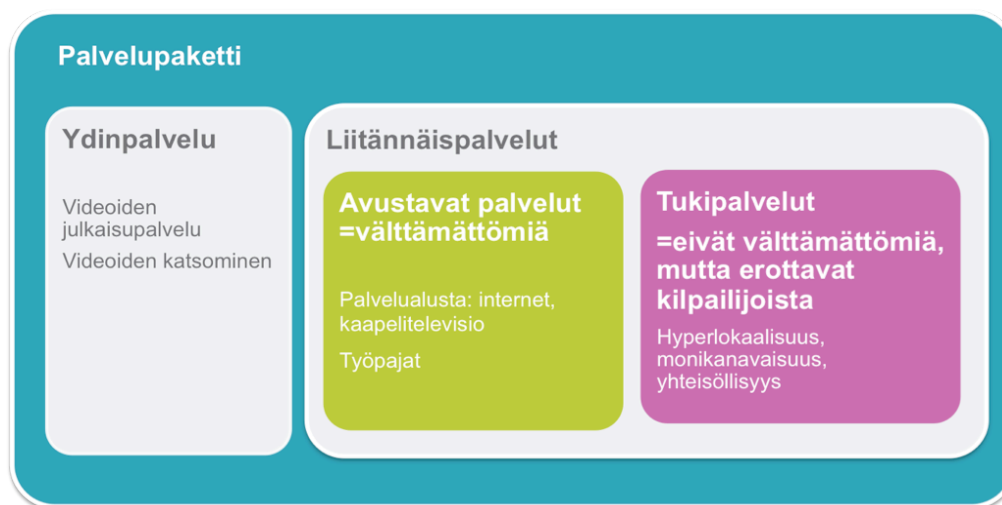 Palvelupaketti
Ydinpalvelu
Videoiden
julkaisupalvelu
Videoiden katsominen
Liitännäispalvelut
Avustavat palvelut
=välttämättömiä
Palvelualusta: internet,
kaapelitelevisio
Työpajat
Tukipalvelut
=eivät välttämättömiä,
mutta erottavat
kilpailijoista
Hyperlokaalisuus,
monikanavaisuus,
yhteisöllisyys